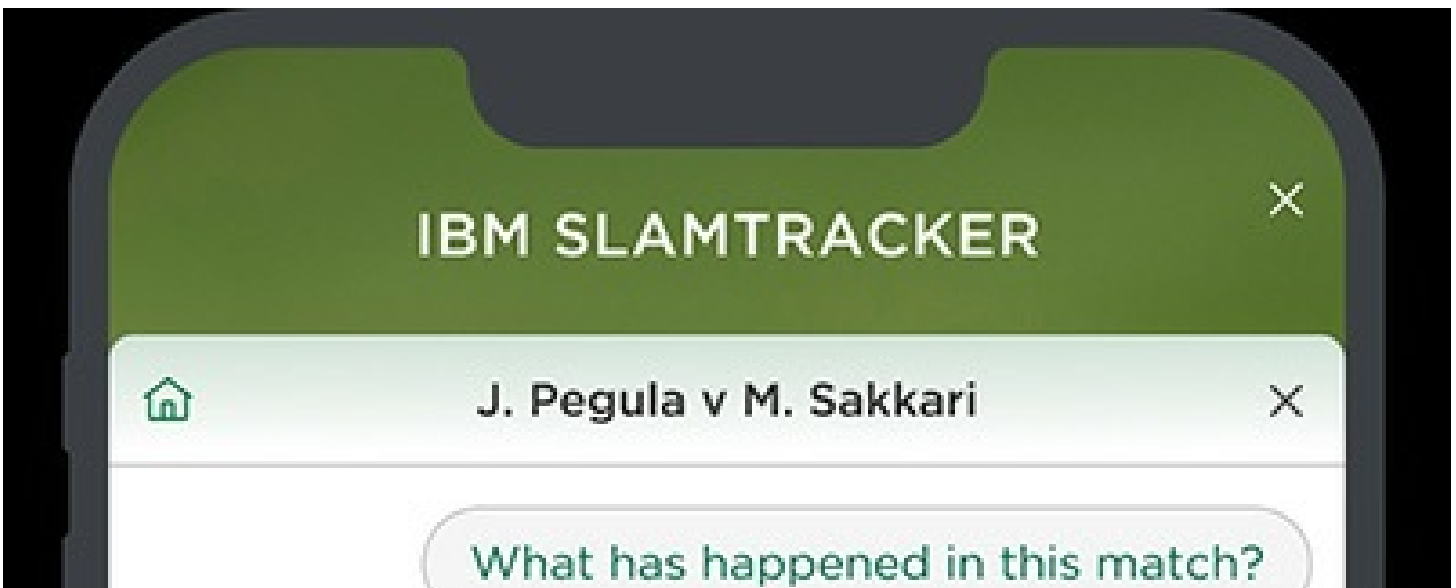 IBM SLAMTRACKER
J. Pegula v M. Sakkari
What has happened in this match?